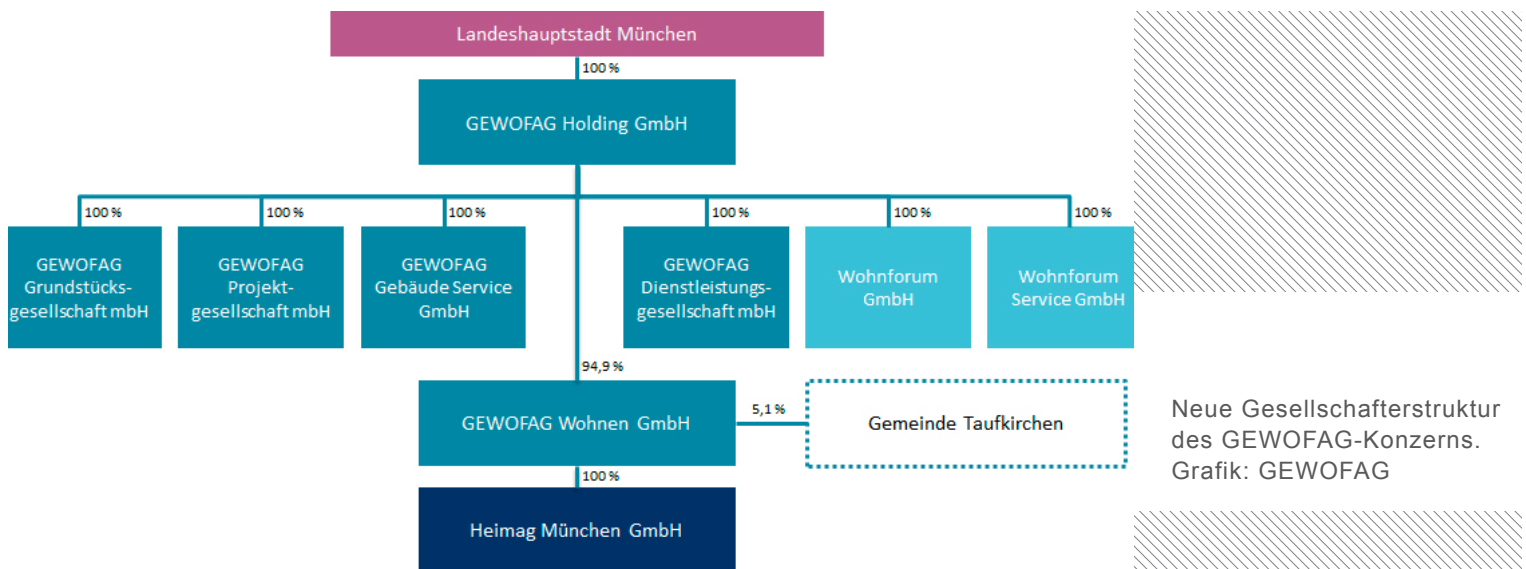 Landeshauptstadt München
100 %
GEWOFAG Holding GmbH
100 %
100 %
100 %
100 %
100 %
100 %
GEWOFAG
Grundstücks-
gesellschaft mbH
GEWOFAG
Projekt-
gesellschaft mbH
GEWOFAG
Gebäude Service
GmbH
GEWOFAG
Dienstleistungs-
gesellschaft mbH
Wohnforum
GmbH
Wohnforum
Service GmbH
94,9 %
GEWOFAG Wohnen GmbH
5,1 %
Gemeinde Taufkirchen
100 %
Heimag München GmbH
Neue Gesellschafterstruktur
des GEWOFAG-Konzerns.
Grafik: GEWOFAG